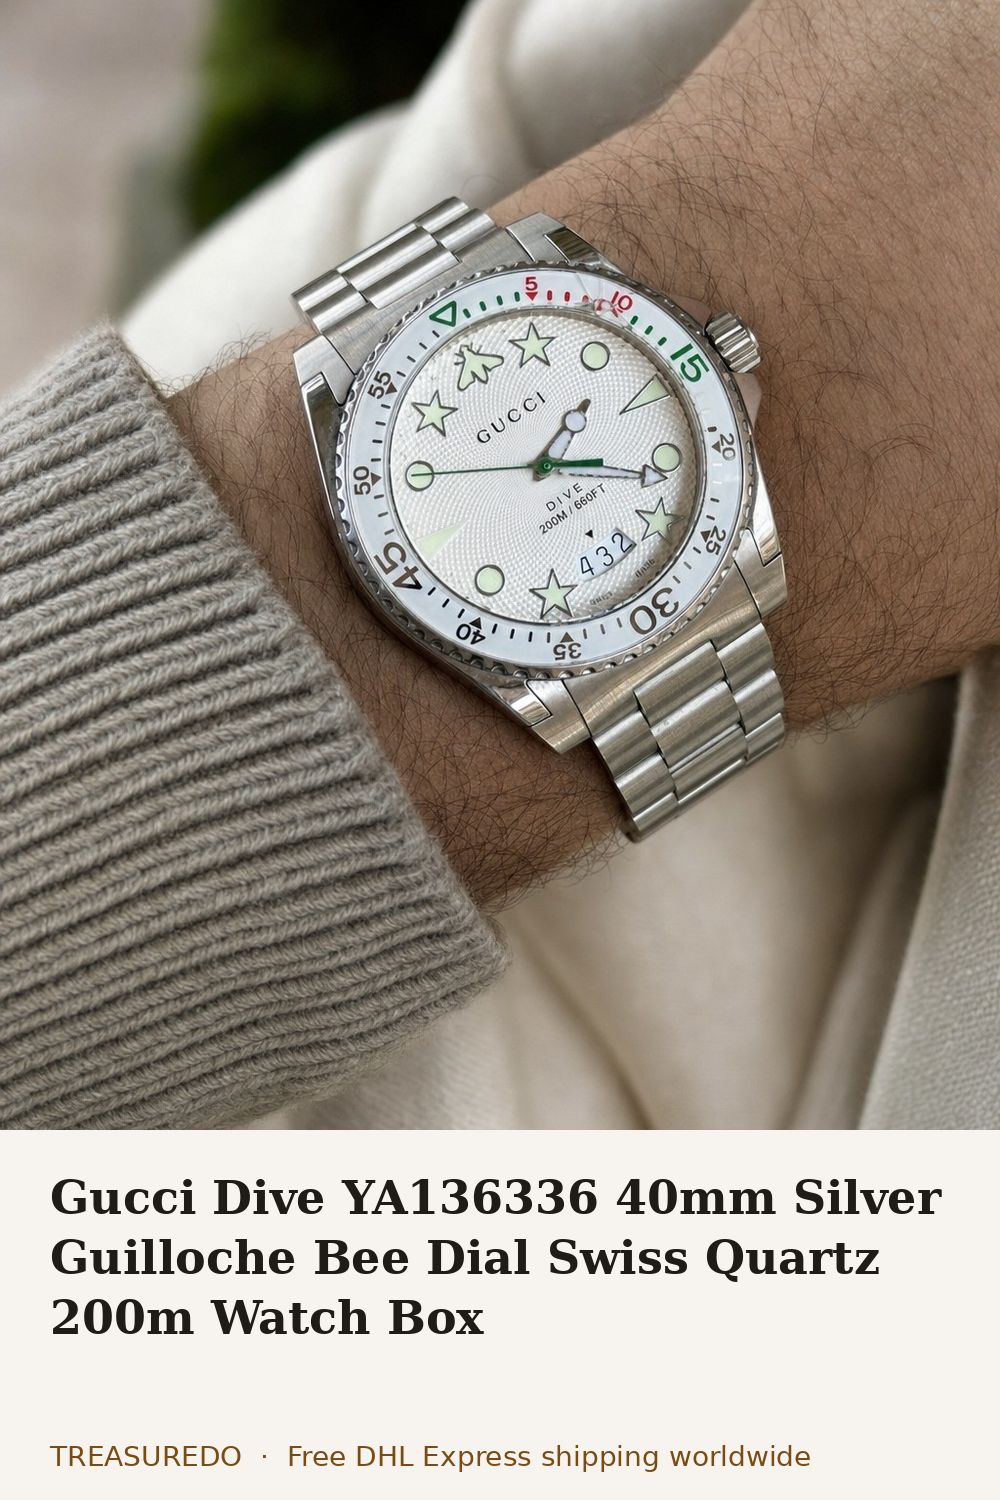 5
10
15
20
25
30
35
40
45
50
55
GUCCI
DIVE
200M / 660FT
432
Gucci Dive YA136336 40mm Silver
Guilloche Bee Dial Swiss Quartz
200m Watch Box
TREASUREDO · Free DHL Express shipping worldwide